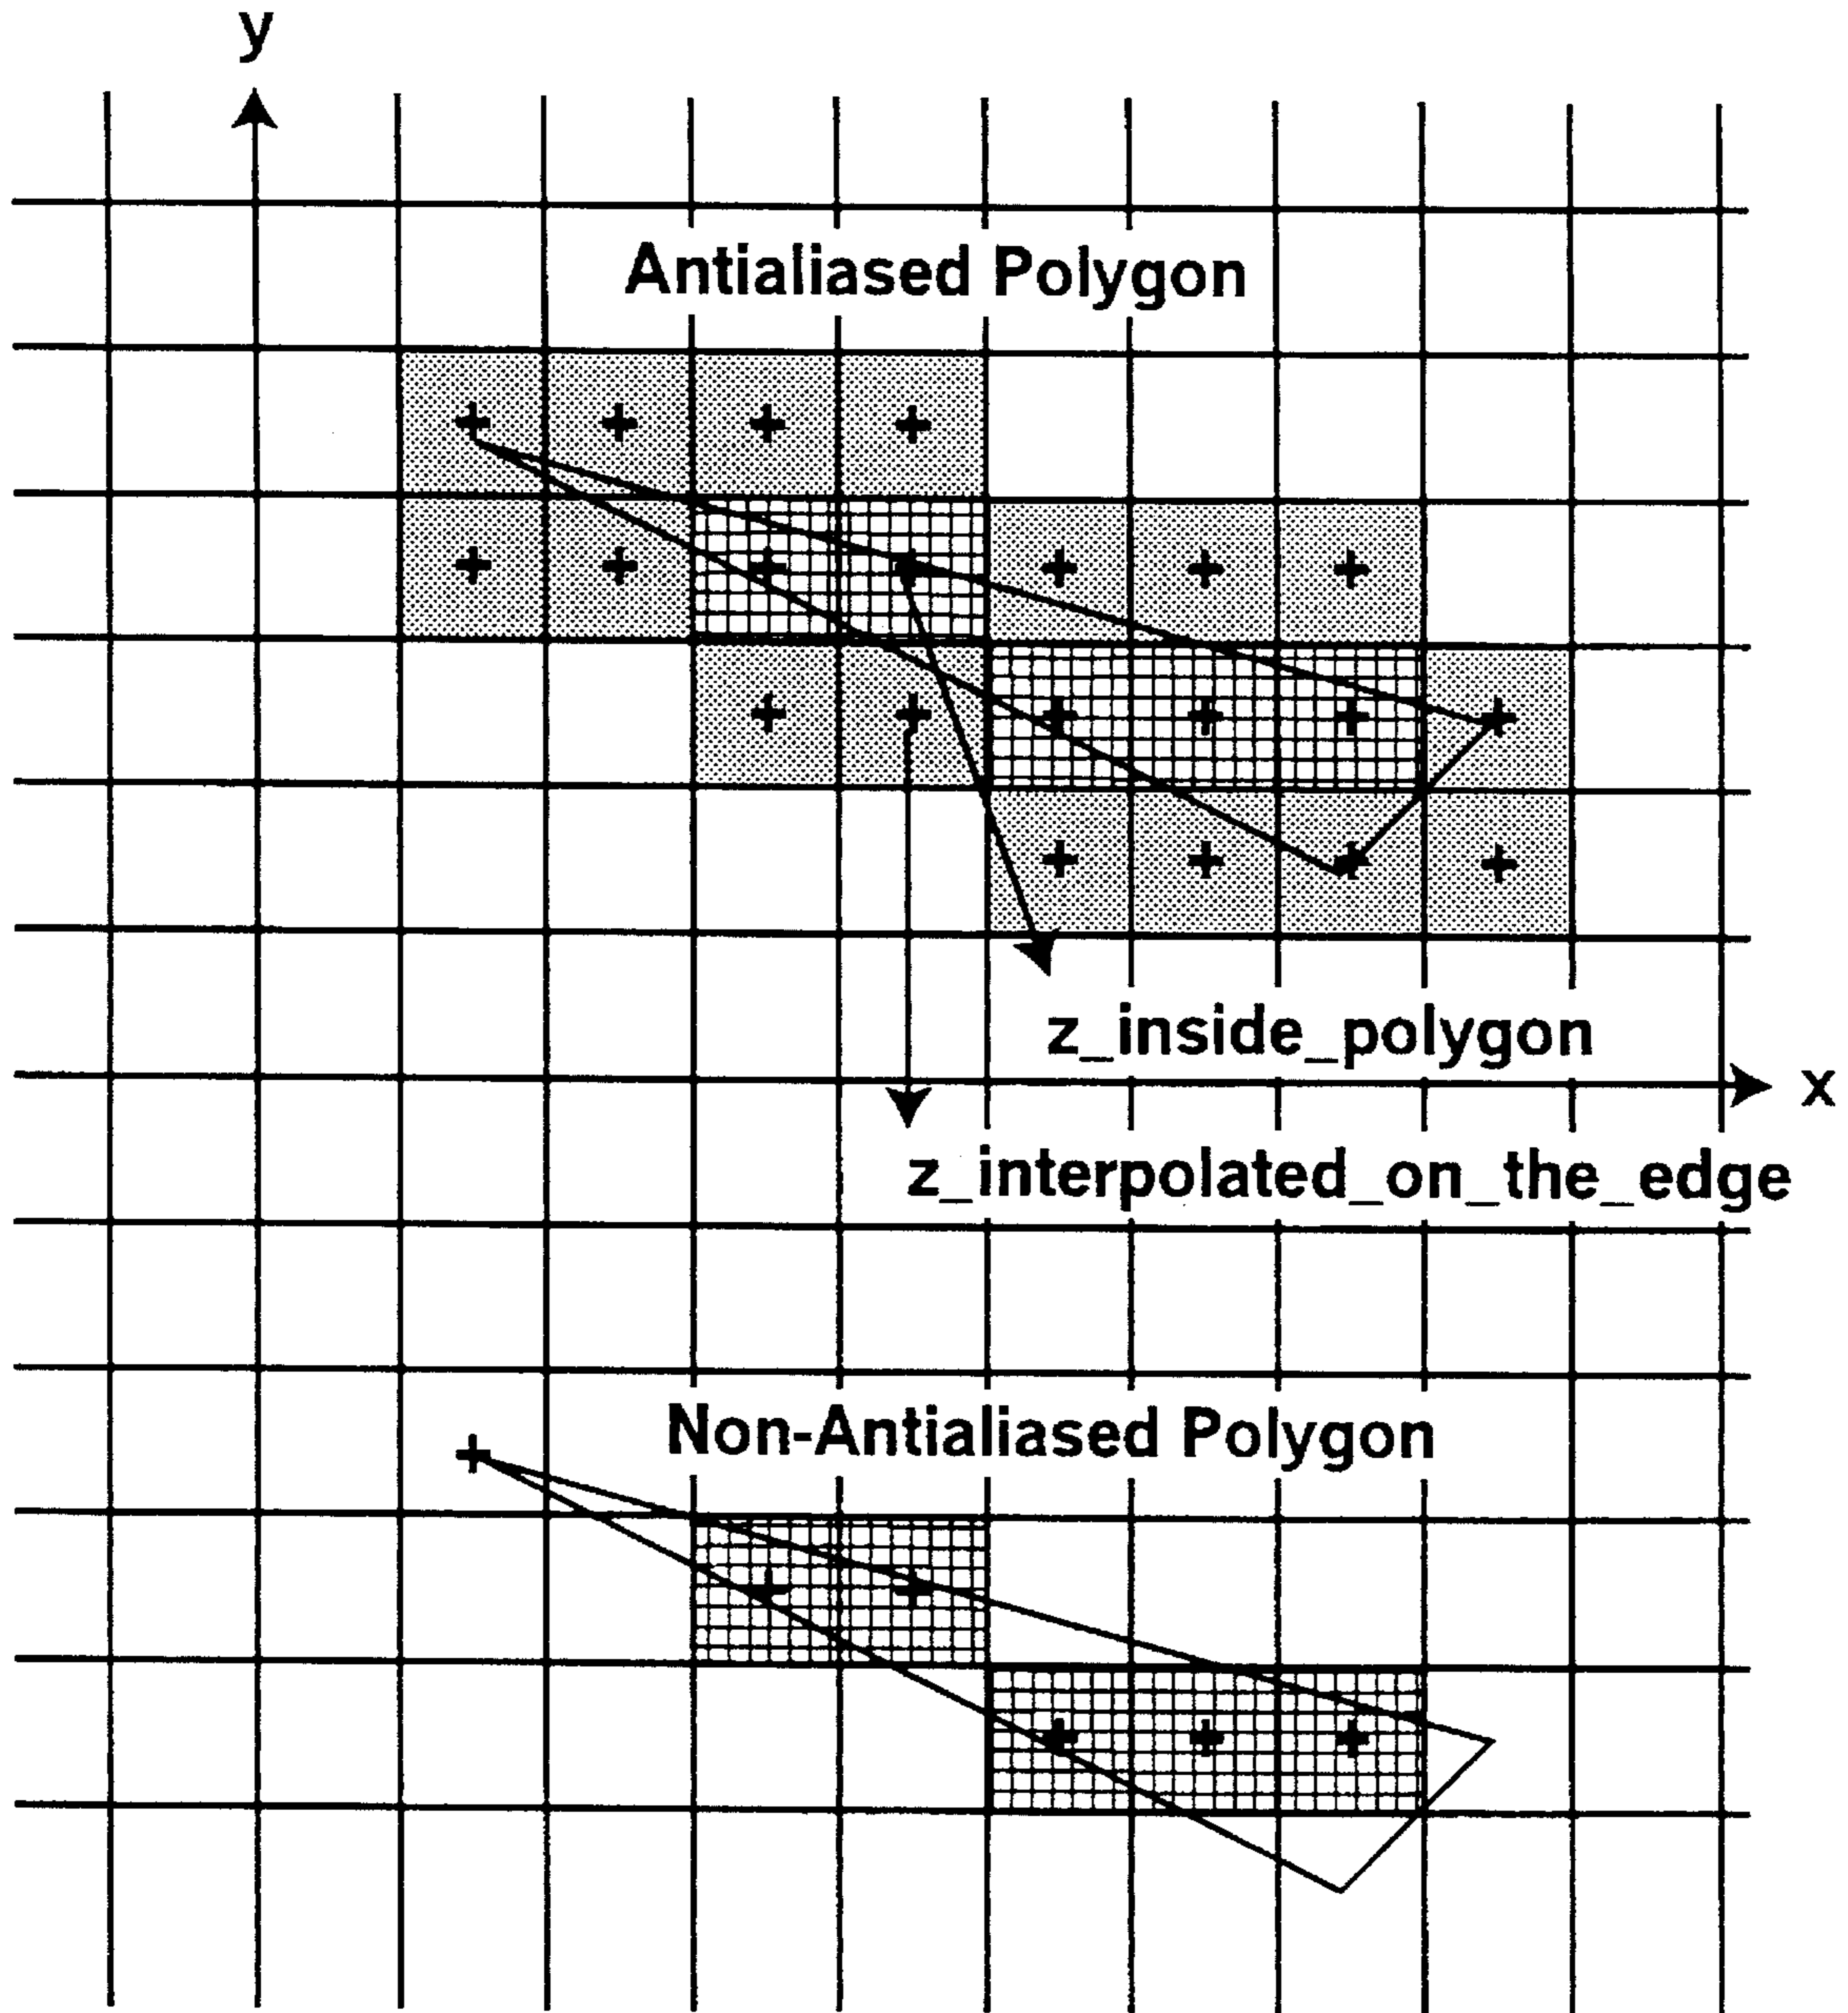 y
Antialiased Polygon
z_inside_polygon
x
z_interpolated_on_the_edge
Non-Antialiased Polygon